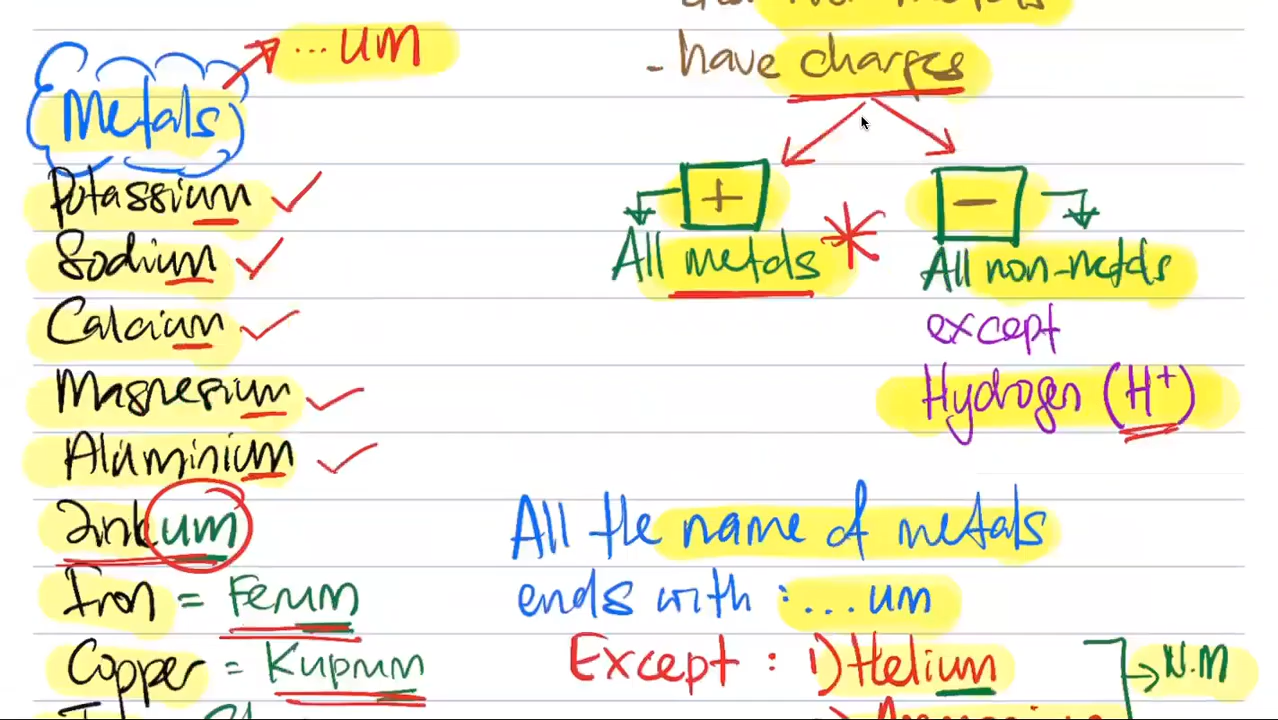 ...um
Metals
Potassium
Sodium
Calcium
Magnesium
Aluminium
Zinkum
Iron = Ferum
Copper = Kuprum
- have charges
+
-
All metals
All non-metals
except
Hydrogen (H+)
All the name of metals
ends with : ...um
Except : 1) Helium
N.M